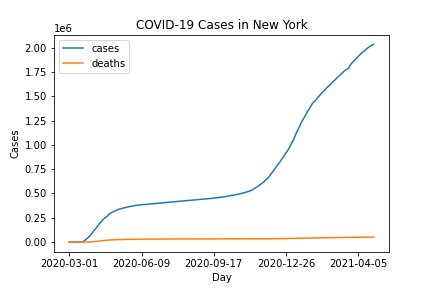 COVID-19 Cases in New York
1e6
cases
deaths
2.00
1.75
1.50
1.25
1.00
0.75
0.50
0.25
0.00
Cases
2020-03-01 2020-06-09 2020-09-17 2020-12-26 2021-04-05
Day